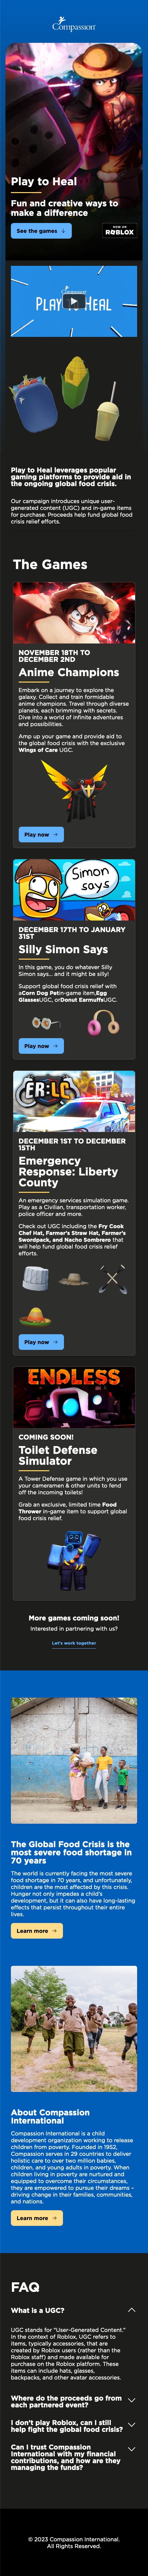 Compassion
Play to Heal
Fun and creative ways to
make a difference
See the games ↓
NOW ON
ROBLOX
Compassion
PLAY HEAL
Play to Heal leverages popular
gaming platforms to provide aid in
the ongoing global food crisis.
Our campaign introduces unique user-
generated content (UGC) and in-game items
for purchase. Proceeds help fund global food
crisis relief efforts.
The Games
NOVEMBER 18TH TO
DECEMBER 2ND
Anime Champions
Embark on a journey to explore the
galaxy. Collect and train formidable
anime champions. Travel through diverse
planets, each brimming with secrets.
Dive into a world of infinite adventures
and possibilities.
Amp up your game and provide aid to
the global food crisis with the exclusive
Wings of Care UGC.
Play now →
Simon
says
DECEMBER 17TH TO JANUARY
31ST
Silly Simon Says
In this game, you do whatever Silly
Simon says... and it might be silly!
Support global food crisis relief with
aCorn Dog Petin-game item,Egg
GlassesUGC, orDonut EarmuffsUGC.
Play now →
ER:LC
DECEMBER 1ST TO DECEMBER
15TH
Emergency
Response: Liberty
County
An emergency services simulation game.
Play as a Civilian, transportation worker,
police officer and more.
Check out UGC including the Fry Cook
Chef Hat, Farmer's Straw Hat, Farmer's
Swordpack, and Nacho Sombrero that
will help fund global food crisis relief
efforts.
Play now →
ENDLESS
COMING SOON!
Toilet Defense
Simulator
A Tower Defense game in which you use
your cameramen & other units to fend
off the incoming toilets!
Grab an exclusive, limited time Food
Thrower in-game item to support global
food crisis relief.
More games coming soon!
Interested in partnering with us?
Let's work together
The Global Food Crisis is the
most severe food shortage in
70 years
The world is currently facing the most severe
food shortage in 70 years, and unfortunately,
children are the most affected by this crisis.
Hunger not only impedes a child's
development, but it can also have long-lasting
effects that persist throughout their entire
lives.
Learn more →
About Compassion
International
Compassion International is a child
development organization working to release
children from poverty. Founded in 1952,
Compassion serves in 29 countries to deliver
holistic care to over two million babies,
children, and young adults in poverty. When
children living in poverty are nurtured and
equipped to overcome their circumstances,
they are empowered to pursue their dreams –
driving change in their families, communities,
and nations.
Learn more →
FAQ
What is a UGC?
UGC stands for "User-Generated Content."
In the context of Roblox, UGC refers to
items, typically accessories, that are
created by Roblox users (rather than the
Roblox staff) and made available for
purchase on the Roblox platform. These
items can include hats, glasses,
backpacks, and other avatar accessories.
Where do the proceeds go from
each partnered event?
I don't play Roblox, can I still
help fight the global food crisis?
Can I trust Compassion
International with my financial
contributions, and how are they
managing the funds?
© 2023 Compassion International.
All Rights Reserved.